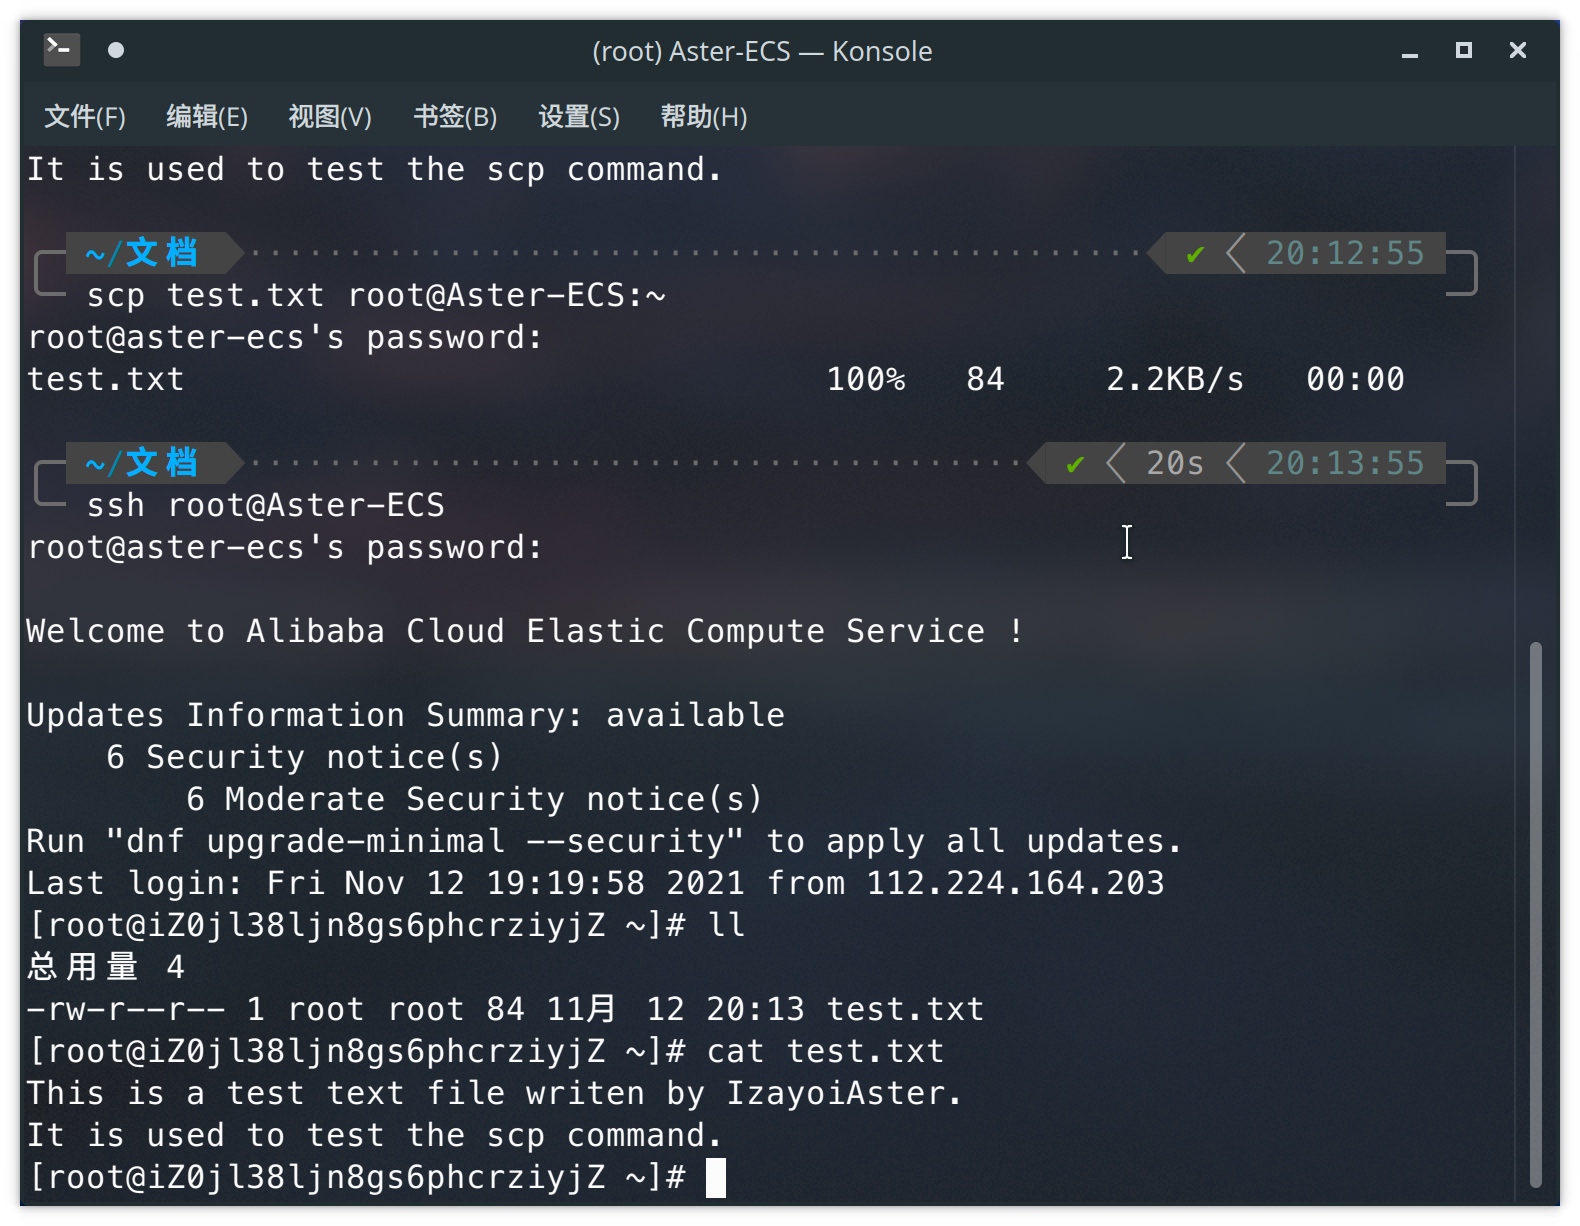 (root) Aster-ECS — Konsole
文件(F) 编辑(E) 视图(V) 书签(B) 设置(S) 帮助(H)
It is used to test the scp command.
~/文档 ✔ 20:12:55
scp test.txt root@Aster-ECS:~
root@aster-ecs's password:
test.txt 100% 84 2.2KB/s 00:00
~/文档 ✔ 20s 20:13:55
ssh root@Aster-ECS
root@aster-ecs's password:
Welcome to Alibaba Cloud Elastic Compute Service !
Updates Information Summary: available
6 Security notice(s)
6 Moderate Security notice(s)
Run "dnf upgrade-minimal --security" to apply all updates.
Last login: Fri Nov 12 19:19:58 2021 from 112.224.164.203
[root@iZ0jl38ljn8gs6phcrziyjZ ~]# ll
总用量 4
-rw-r--r-- 1 root root 84 11月 12 20:13 test.txt
[root@iZ0jl38ljn8gs6phcrziyjZ ~]# cat test.txt
This is a test text file writen by IzayoiAster.
It is used to test the scp command.
[root@iZ0jl38ljn8gs6phcrziyjZ ~]#